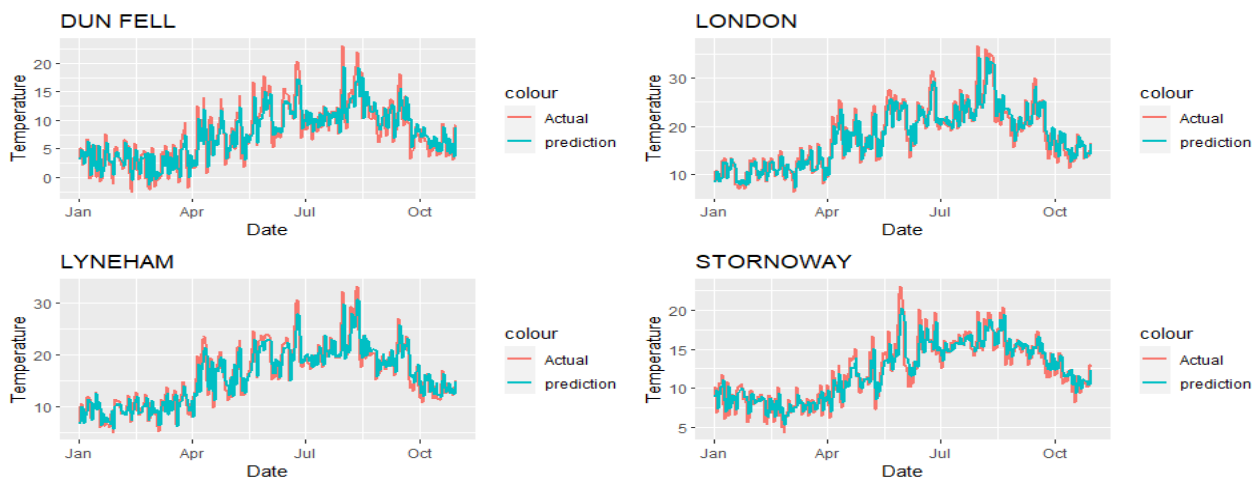 DUN FELL
Temperature
20
15
10
5
0
Jan Apr Jul Oct
Date
colour
Actual
prediction
LONDON
Temperature
30
20
10
Jan Apr Jul Oct
Date
colour
Actual
prediction
LYNEHAM
Temperature
30
20
10
Jan Apr Jul Oct
Date
colour
Actual
prediction
STORNOWAY
Temperature
20
15
10
5
Jan Apr Jul Oct
Date
colour
Actual
prediction